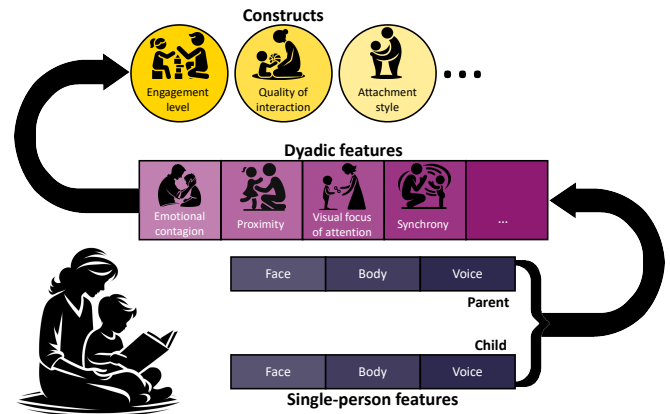 Constructs
Engagement
level
Quality of
interaction
Attachment
style
...
Dyadic features
Emotional
contagion
Proximity
Visual focus
of attention
Synchrony
...
Face
Body
Voice
Parent
Child
Face
Body
Voice
Single-person features